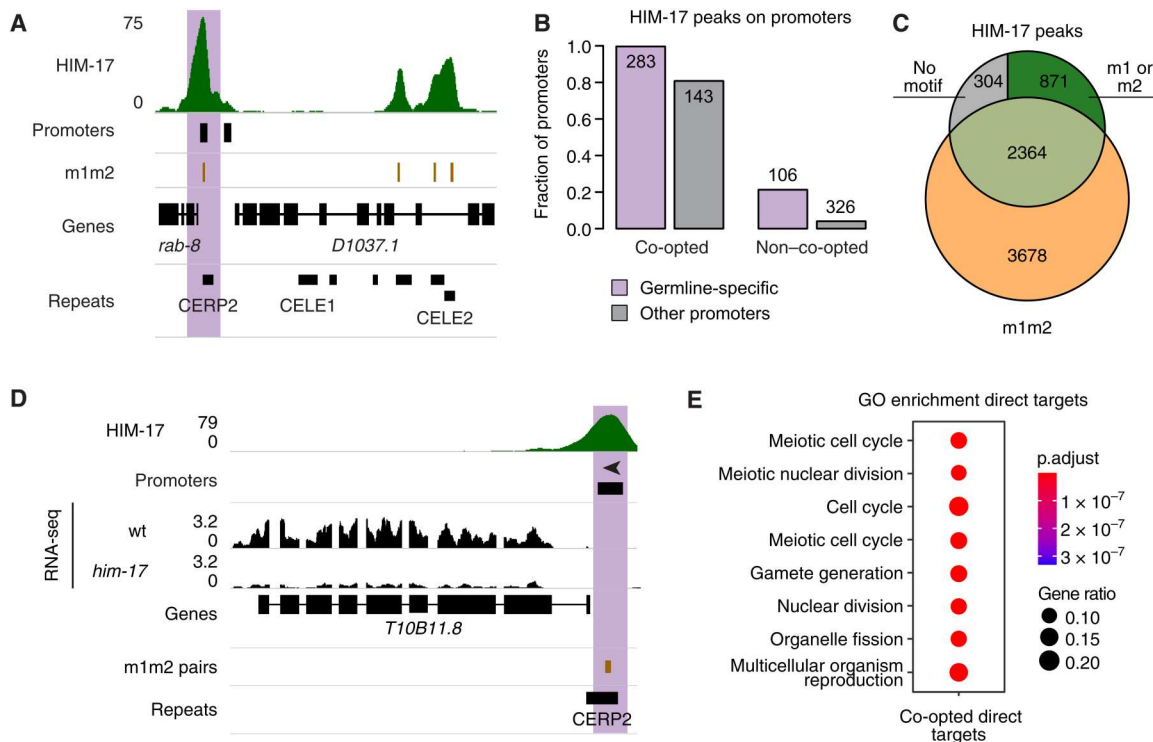 A
75
HIM-17
0
Promoters
m1m2
Genes
rab-8
D1037.1
Repeats
CERP2
CELE1
CELE2
B
HIM-17 peaks on promoters
Fraction of promoters
1.0
0.8
0.6
0.4
0.2
0.0
283
143
106
326
Co-opted
Non–co-opted
Germline-specific
Other promoters
C
HIM-17 peaks
No
motif
304
871
m1 or
m2
2364
3678
m1m2
D
HIM-17
79
0
Promoters
RNA-seq
wt
3.2
0
him-17
3.2
0
Genes
T10B11.8
m1m2 pairs
Repeats
CERP2
E
GO enrichment direct targets
Meiotic cell cycle
Meiotic nuclear division
Cell cycle
Meiotic cell cycle
Gamete generation
Nuclear division
Organelle fission
Multicellular organism
reproduction
Co-opted direct
targets
p.adjust
1 × 10⁻⁷
2 × 10⁻⁷
3 × 10⁻⁷
Gene ratio
0.10
0.15
0.20